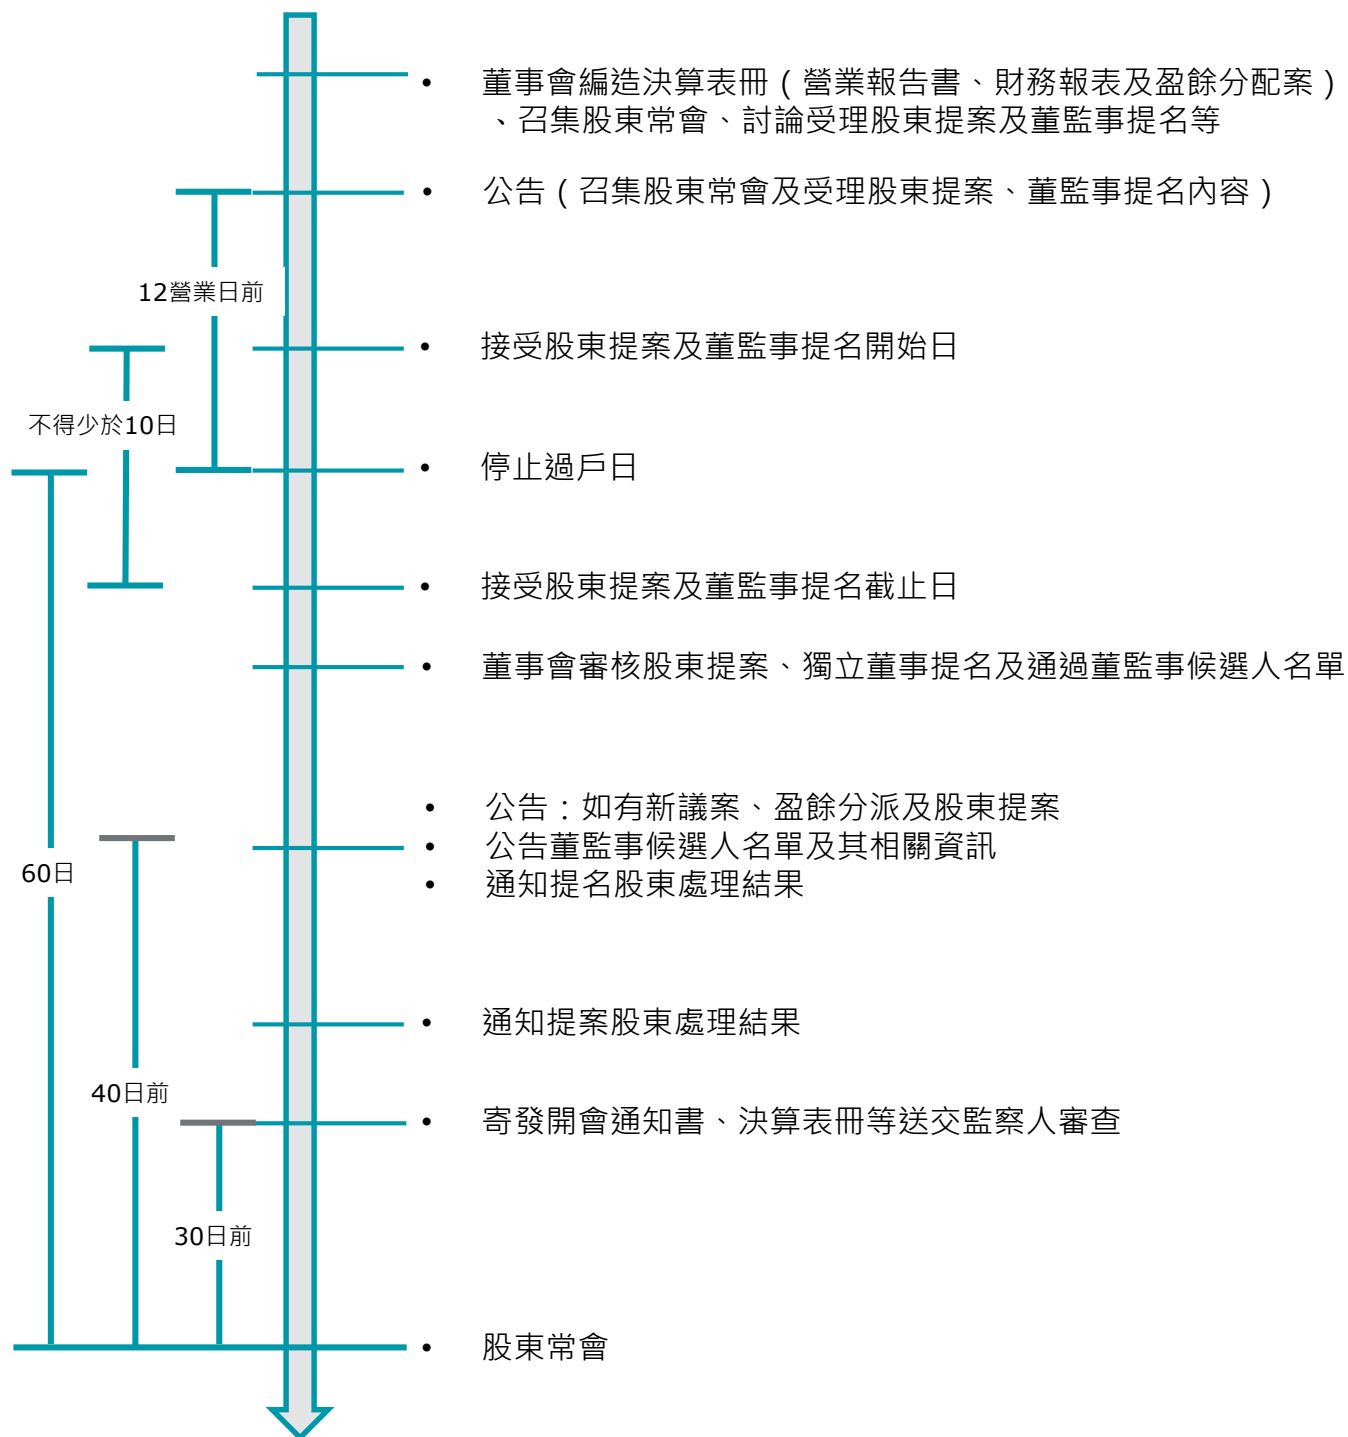 董事會編造決算表冊（營業報告書、財務報表及盈餘分配案）
、召集股東常會、討論受理股東提案及董監事提名等
公告（召集股東常會及受理股東提案、董監事提名內容）
12營業日前
接受股東提案及董監事提名開始日
不得少於10日
停止過戶日
接受股東提案及董監事提名截止日
董事會審核股東提案、獨立董事提名及通過董監事候選人名單
公告：如有新議案、盈餘分派及股東提案
公告董監事候選人名單及其相關資訊
60日
通知提名股東處理結果
通知提案股東處理結果
40日前
寄發開會通知書、決算表冊等送交監察人審查
30日前
股東常會